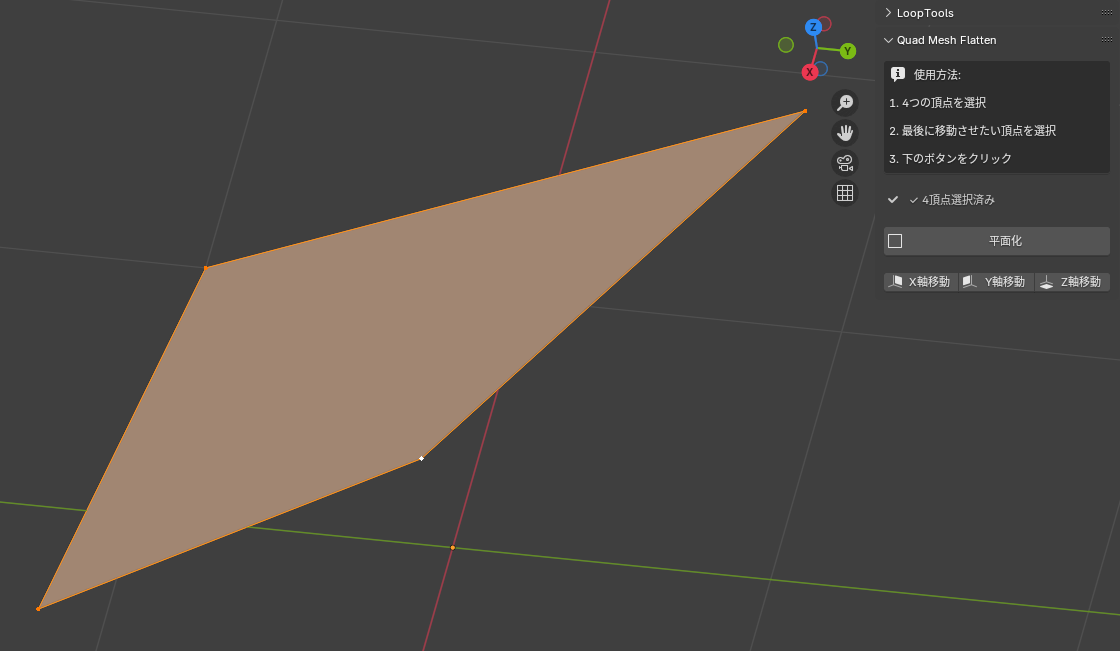 LoopTools
Quad Mesh Flatten
使用方法:
1. 4つの頂点を選択
2. 最後に移動させたい頂点を選択
3. 下のボタンをクリック
✓ 4頂点選択済み
平面化
X軸移動 Y軸移動 Z軸移動
Z
Y
X